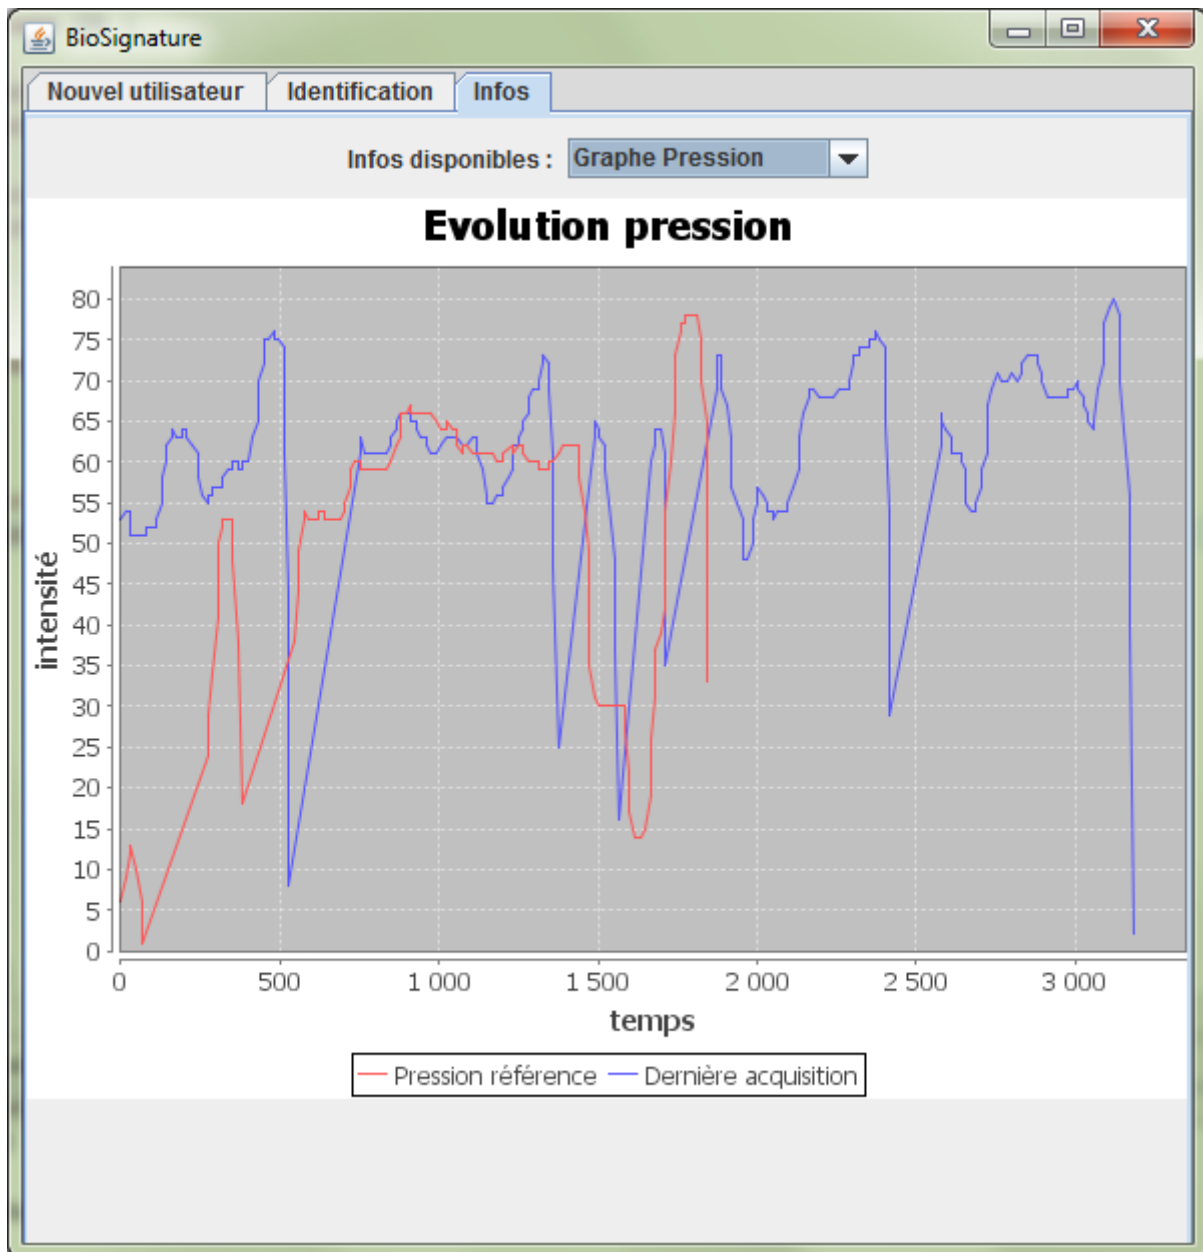 BioSignature
Nouvel utilisateur Identification Infos
Infos disponibles : Graphe Pression
Evolution pression
80
75
70
65
60
55
50
45
40
35
30
25
20
15
10
5
0
intensité
0 500 1 000 1 500 2 000 2 500 3 000
temps
Pression référence Dernière acquisition